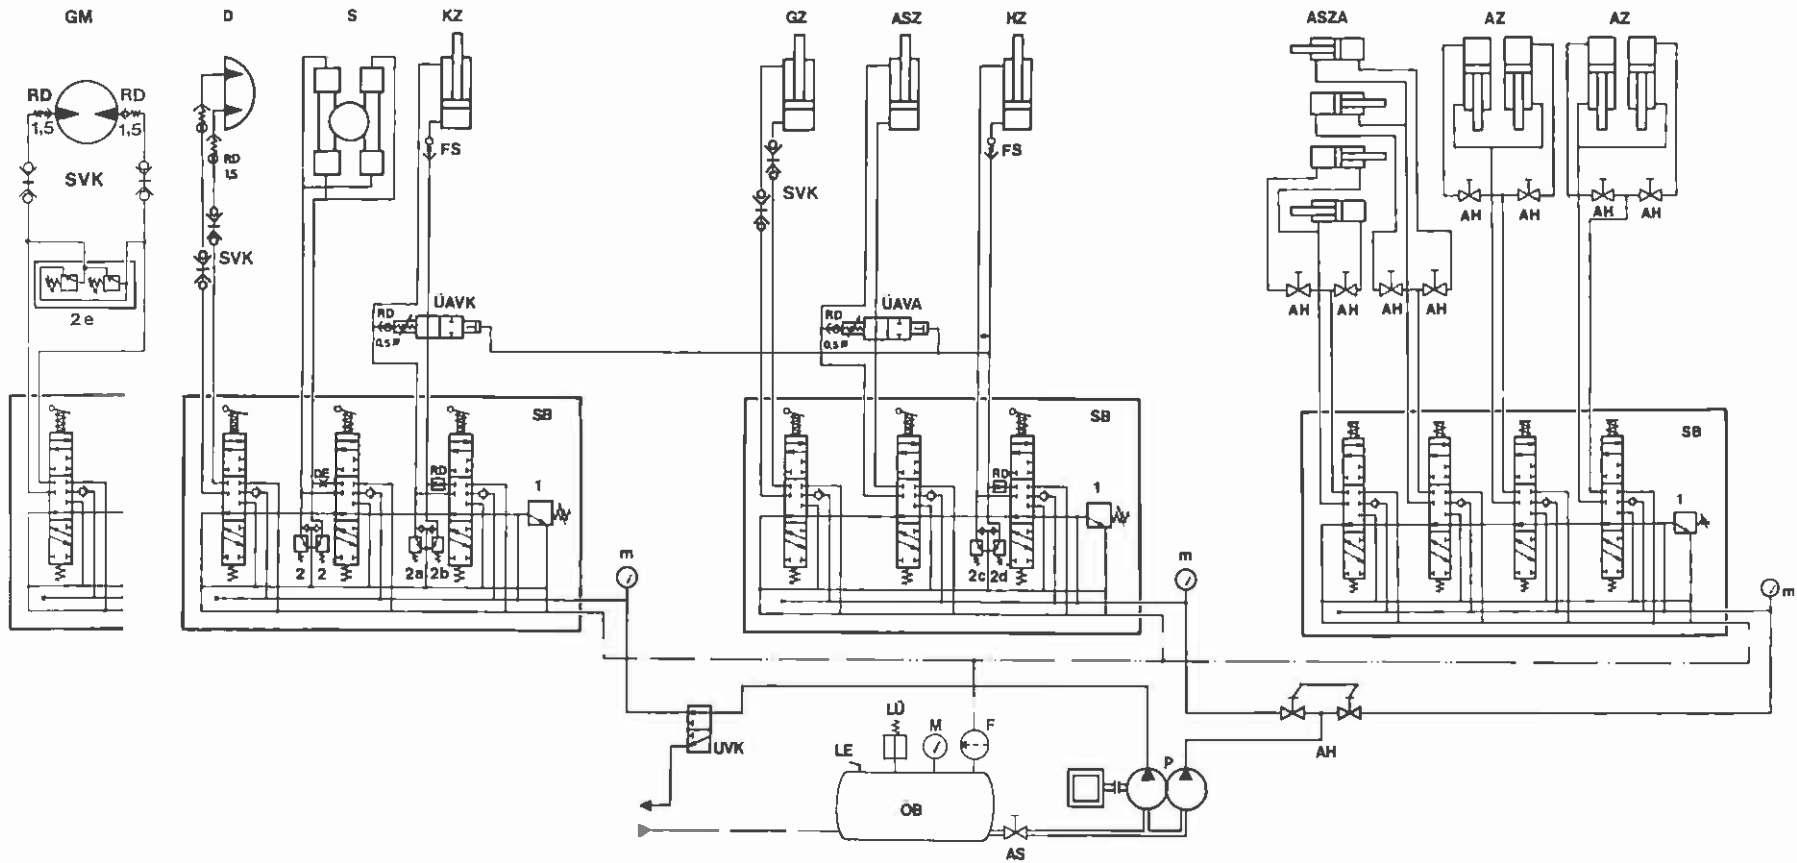 GM D S KZ GZ ASZ HZ ASZA AZ AZ
RD RD
1,5 1,5
FS FS
RD
1,5
SVK
SVK
AH AH AH AH
SVK
ÜAVK ÜAVA
RD RD
AH AH AH AH
2e
0,5 0,5
SB SB SB
DF RD RD
1 1 1
2 2 2a 2b 2c 2d
m m m
LÜ M F
UVK LE AH
P
ÖB
AS